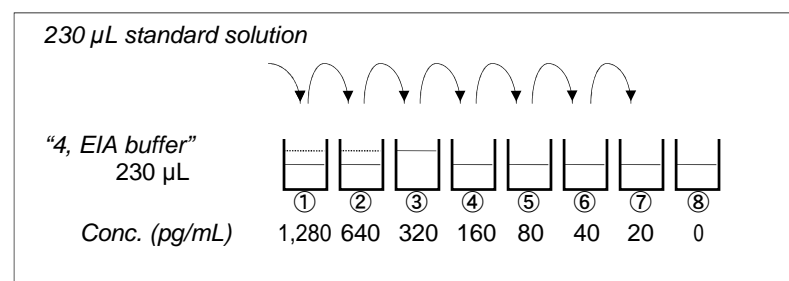 230 µL standard solution
“4, EIA buffer”
230 µL
① ② ③ ④ ⑤ ⑥ ⑦ ⑧
Conc. (pg/mL) 1,280 640 320 160 80 40 20 0